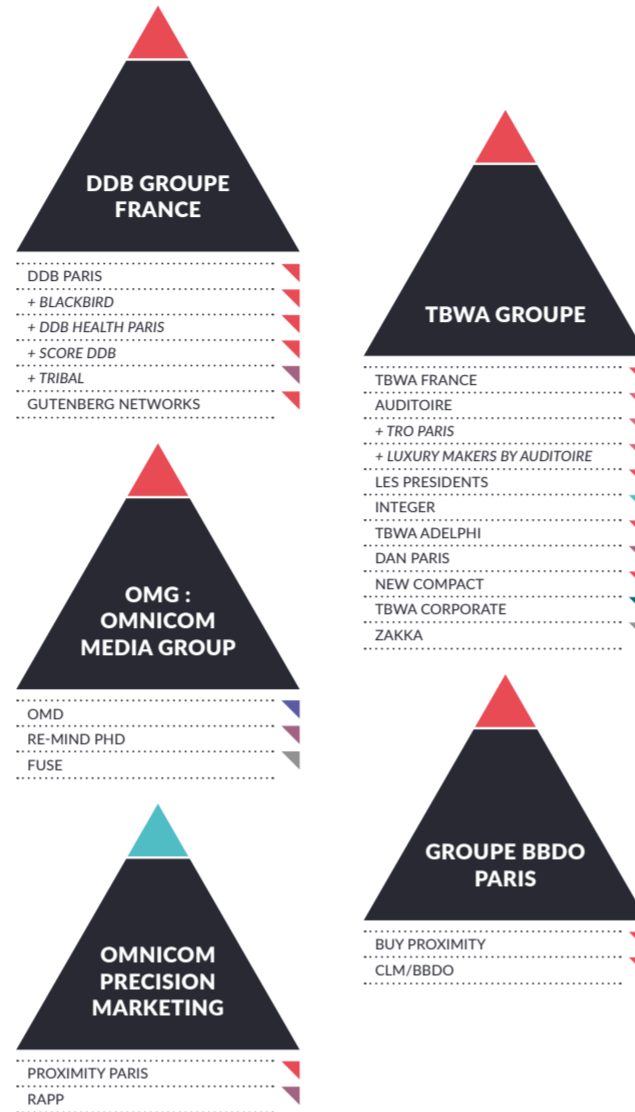 DDB GROUPE
FRANCE
DDB PARIS
+ BLACKBIRD
+ DDB HEALTH PARIS
+ SCORE DDB
+ TRIBAL
GUTENBERG NETWORKS
OMG :
OMNICOM
MEDIA GROUP
OMD
RE-MIND PHD
FUSE
OMNICOM
PRECISION
MARKETING
PROXIMITY PARIS
RAPP
TBWA GROUPE
TBWA FRANCE
AUDITOIRE
+ TRO PARIS
+ LUXURY MAKERS BY AUDITOIRE
LES PRESIDENTS
INTEGER
TBWA ADELPHI
DAN PARIS
NEW COMPACT
TBWA CORPORATE
ZAKKA
GROUPE BBDO
PARIS
BUY PROXIMITY
CLM/BBDO